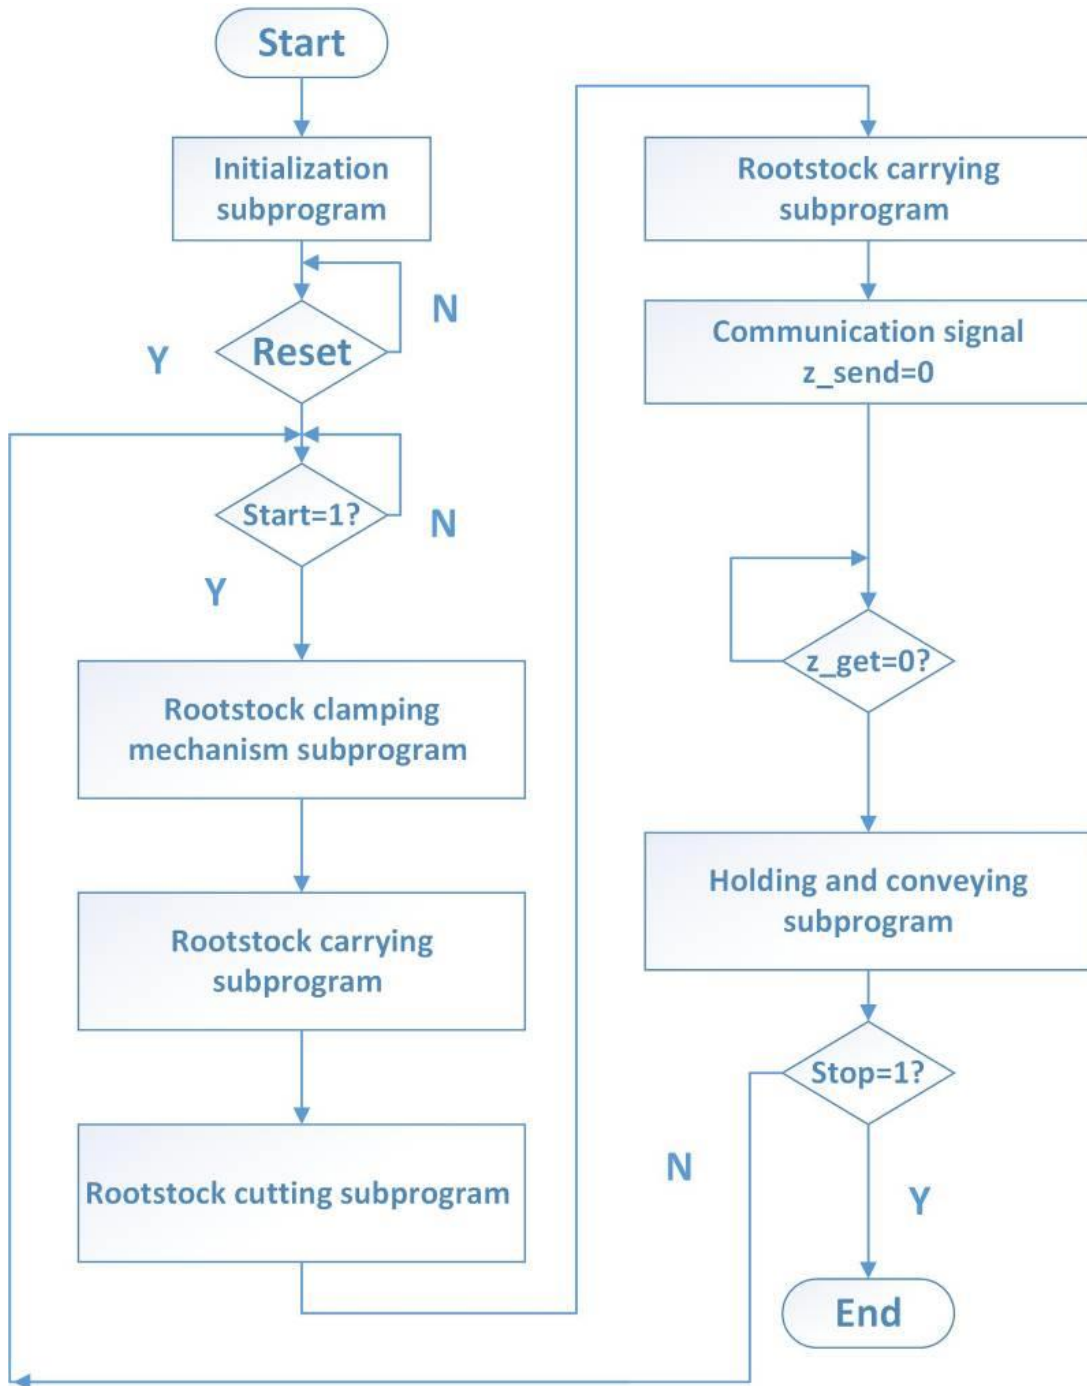 Start
Initialization
subprogram
N
Y
Reset
Start=1?
N
Y
Rootstock clamping
mechanism subprogram
Rootstock carrying
subprogram
Rootstock cutting subprogram
Rootstock carrying
subprogram
Communication signal
z_send=0
z_get=0?
Holding and conveying
subprogram
Stop=1?
N
Y
End